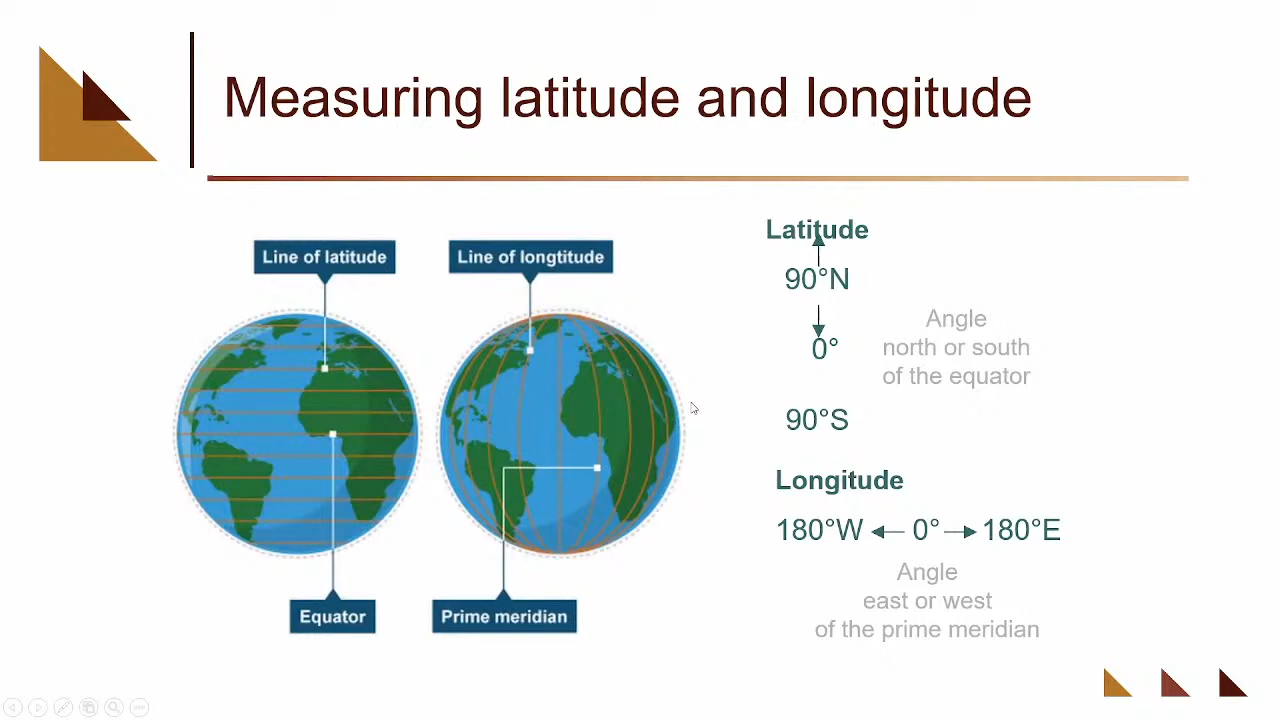 Measuring latitude and longitude
Line of latitude
Line of longtitude
Equator
Prime meridian
Latitude
90°N
0°
90°S
Angle
north or south
of the equator
Longitude
180°W 0° 180°E
Angle
east or west
of the prime meridian